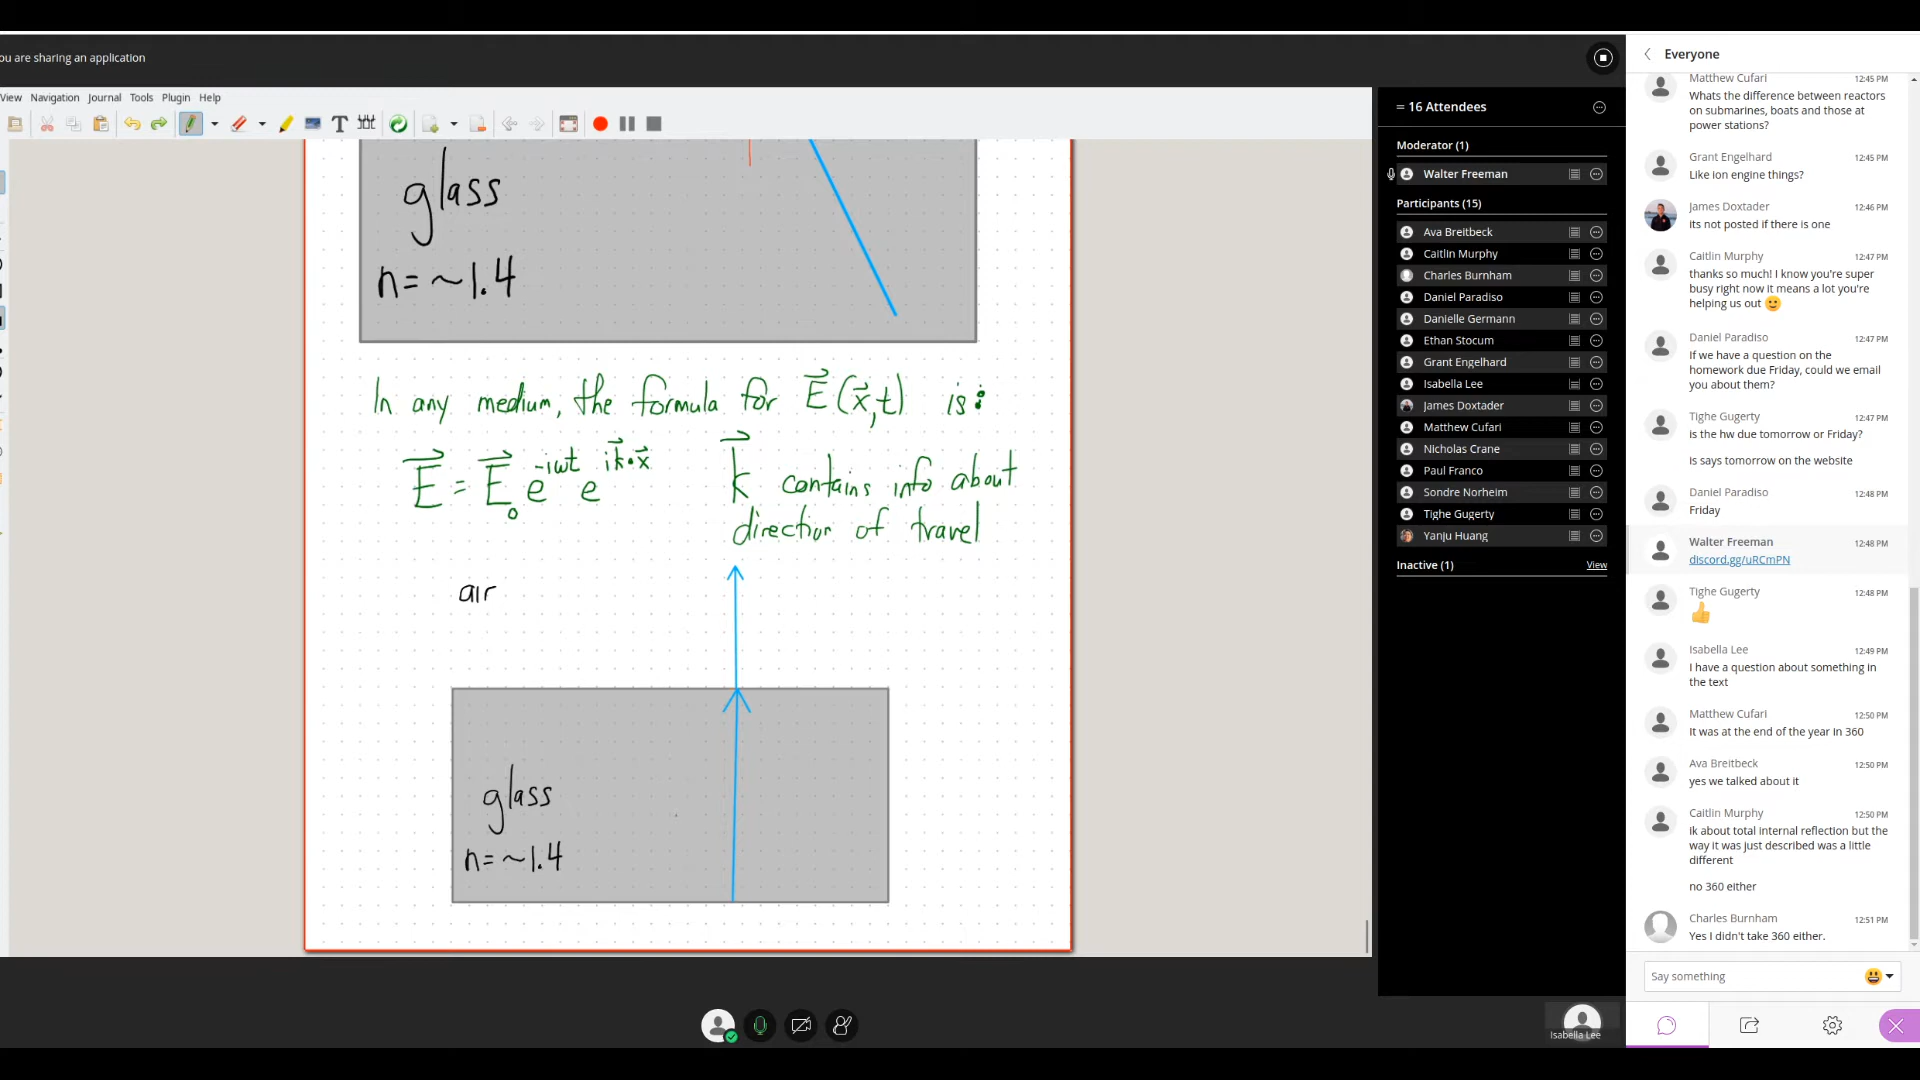 ou are sharing an application
View Navigation Journal Tools Plugin Help
glass
n= ~1.4
In any medium, the formula for E⃗(x⃗,t) is:
E⃗ = E⃗₀ e^-iωt e^ik⃗·x⃗
k⃗ contains info about
direction of travel
air
glass
n= ~1.4
16 Attendees
Moderator (1)
Walter Freeman
Participants (15)
Ava Breitbeck
Caitlin Murphy
Charles Burnham
Daniel Paradiso
Danielle Germann
Ethan Stocum
Grant Engelhard
Isabella Lee
James Doxtader
Matthew Cufari
Nicholas Crane
Paul Franco
Sondre Norheim
Tighe Gugerty
Yanju Huang
Inactive (1) View
Isabella Lee
Everyone
Matthew Cufari 12:45 PM
Whats the difference between reactors
on submarines, boats and those at
power stations?
Grant Engelhard 12:45 PM
Like ion engine things?
James Doxtader 12:46 PM
its not posted if there is one
Caitlin Murphy 12:47 PM
thanks so much! I know you're super
busy right now it means a lot you're
helping us out 🙂
Daniel Paradiso 12:47 PM
If we have a question on the
homework due Friday, could we email
you about them?
Tighe Gugerty 12:47 PM
is the hw due tomorrow or Friday?
Is says tomorrow on the website
Daniel Paradiso 12:48 PM
Friday
Walter Freeman 12:48 PM
discord.gg/uRCmPN
Tighe Gugerty 12:48 PM
👍
Isabella Lee 12:49 PM
I have a question about something in
the text
Matthew Cufari 12:50 PM
It was at the end of the year in 360
Ava Breitbeck 12:50 PM
yes we talked about it
Caitlin Murphy 12:50 PM
Ik about total internal reflection but the
way it was just described was a little
different
no 360 either
Charles Burnham 12:51 PM
Yes I didn't take 360 either.
Say something